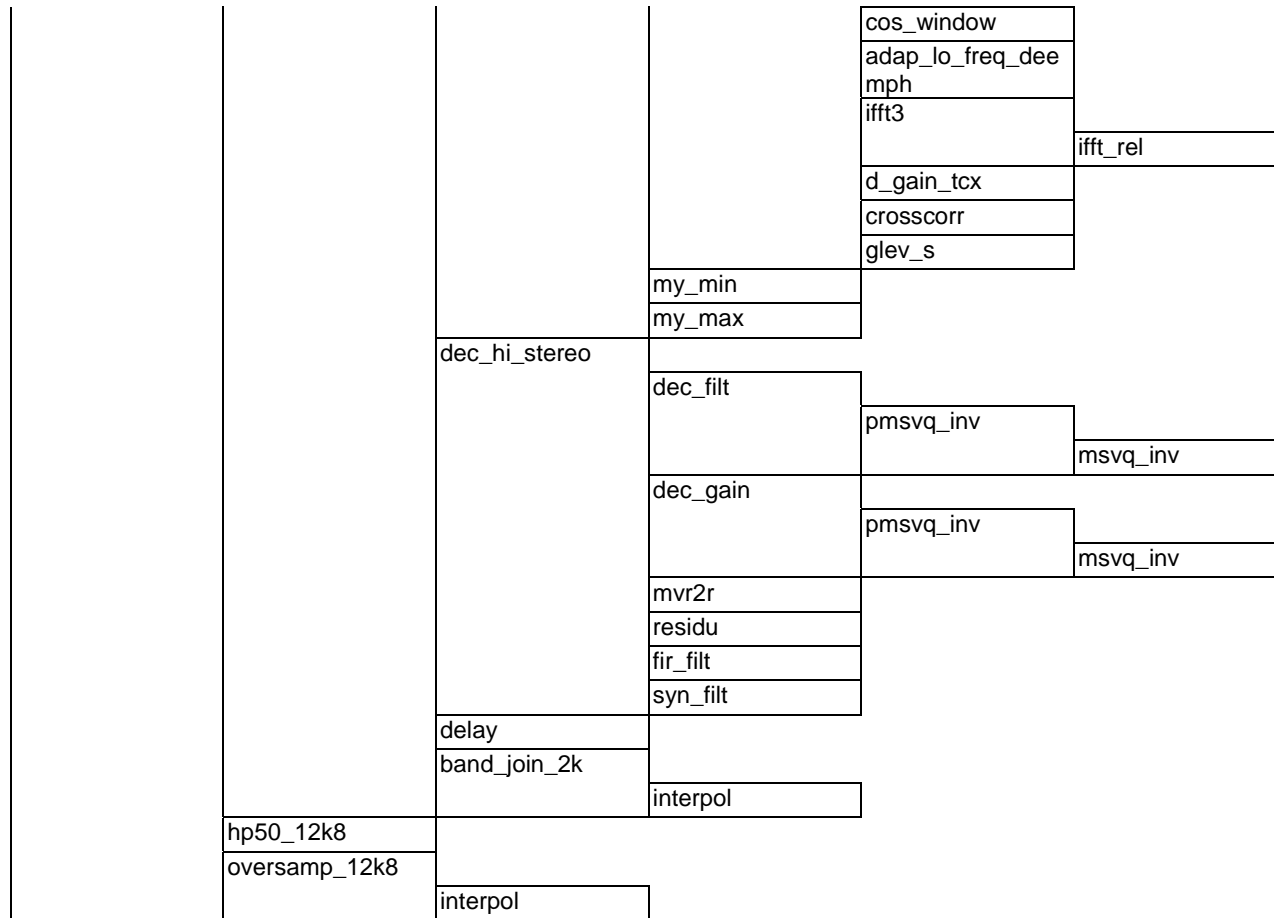 cos_window
adap_lo_freq_dee
mph
ifft3
ifft_rel
d_gain_tcx
crosscorr
glev_s
my_min
my_max
dec_hi_stereo
dec_filt
pmsvq_inv
msvq_inv
dec_gain
pmsvq_inv
msvq_inv
mvr2r
residu
fir_filt
syn_filt
delay
band_join_2k
interpol
hp50_12k8
oversamp_12k8
interpol